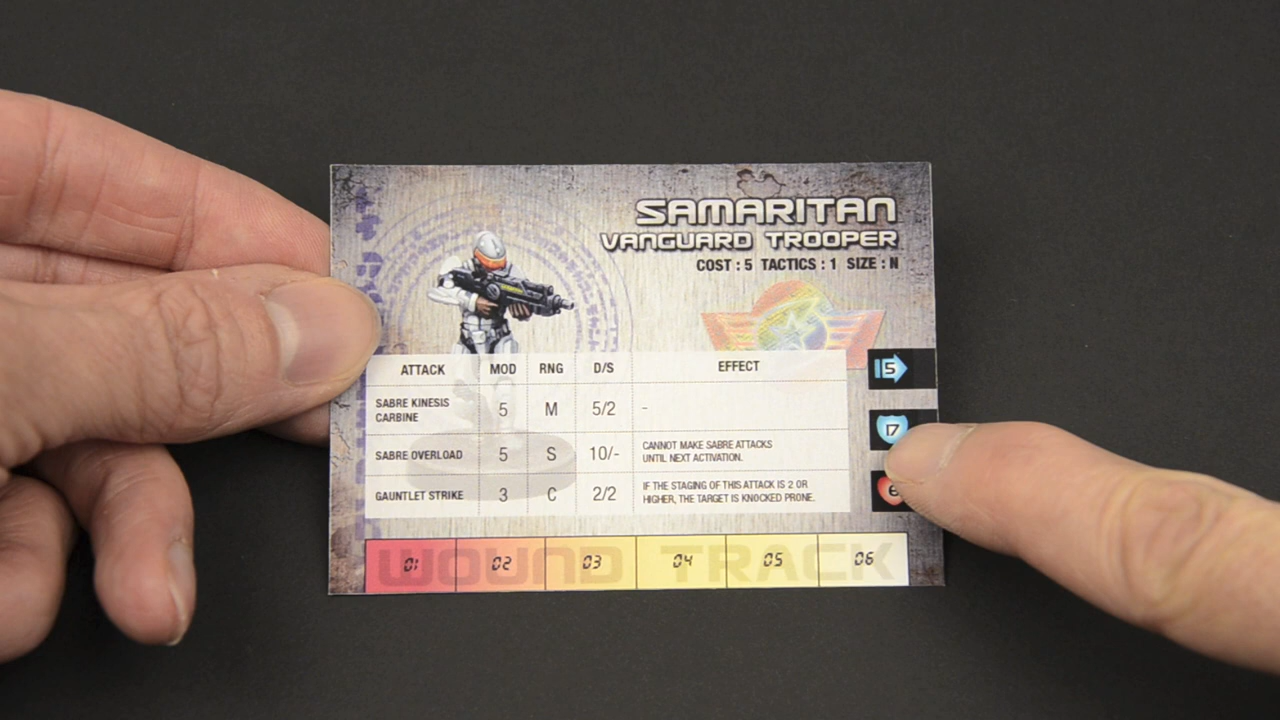 SAMARITAN
VANGUARD TROOPER
COST : 5 TACTICS : 1 SIZE : N
ATTACK MOD RNG D/S EFFECT
SABRE KINESIS
CARBINE 5 M 5/2 -
SABRE OVERLOAD 5 S 10/- CANNOT MAKE SABRE ATTACKS
UNTIL NEXT ACTIVATION.
GAUNTLET STRIKE 3 C 2/2 IF THE STAGING OF THIS ATTACK IS 2 OR
HIGHER, THE TARGET IS KNOCKED PRONE.
5
17
6
WOUND TRACK
01 02 03 04 05 06